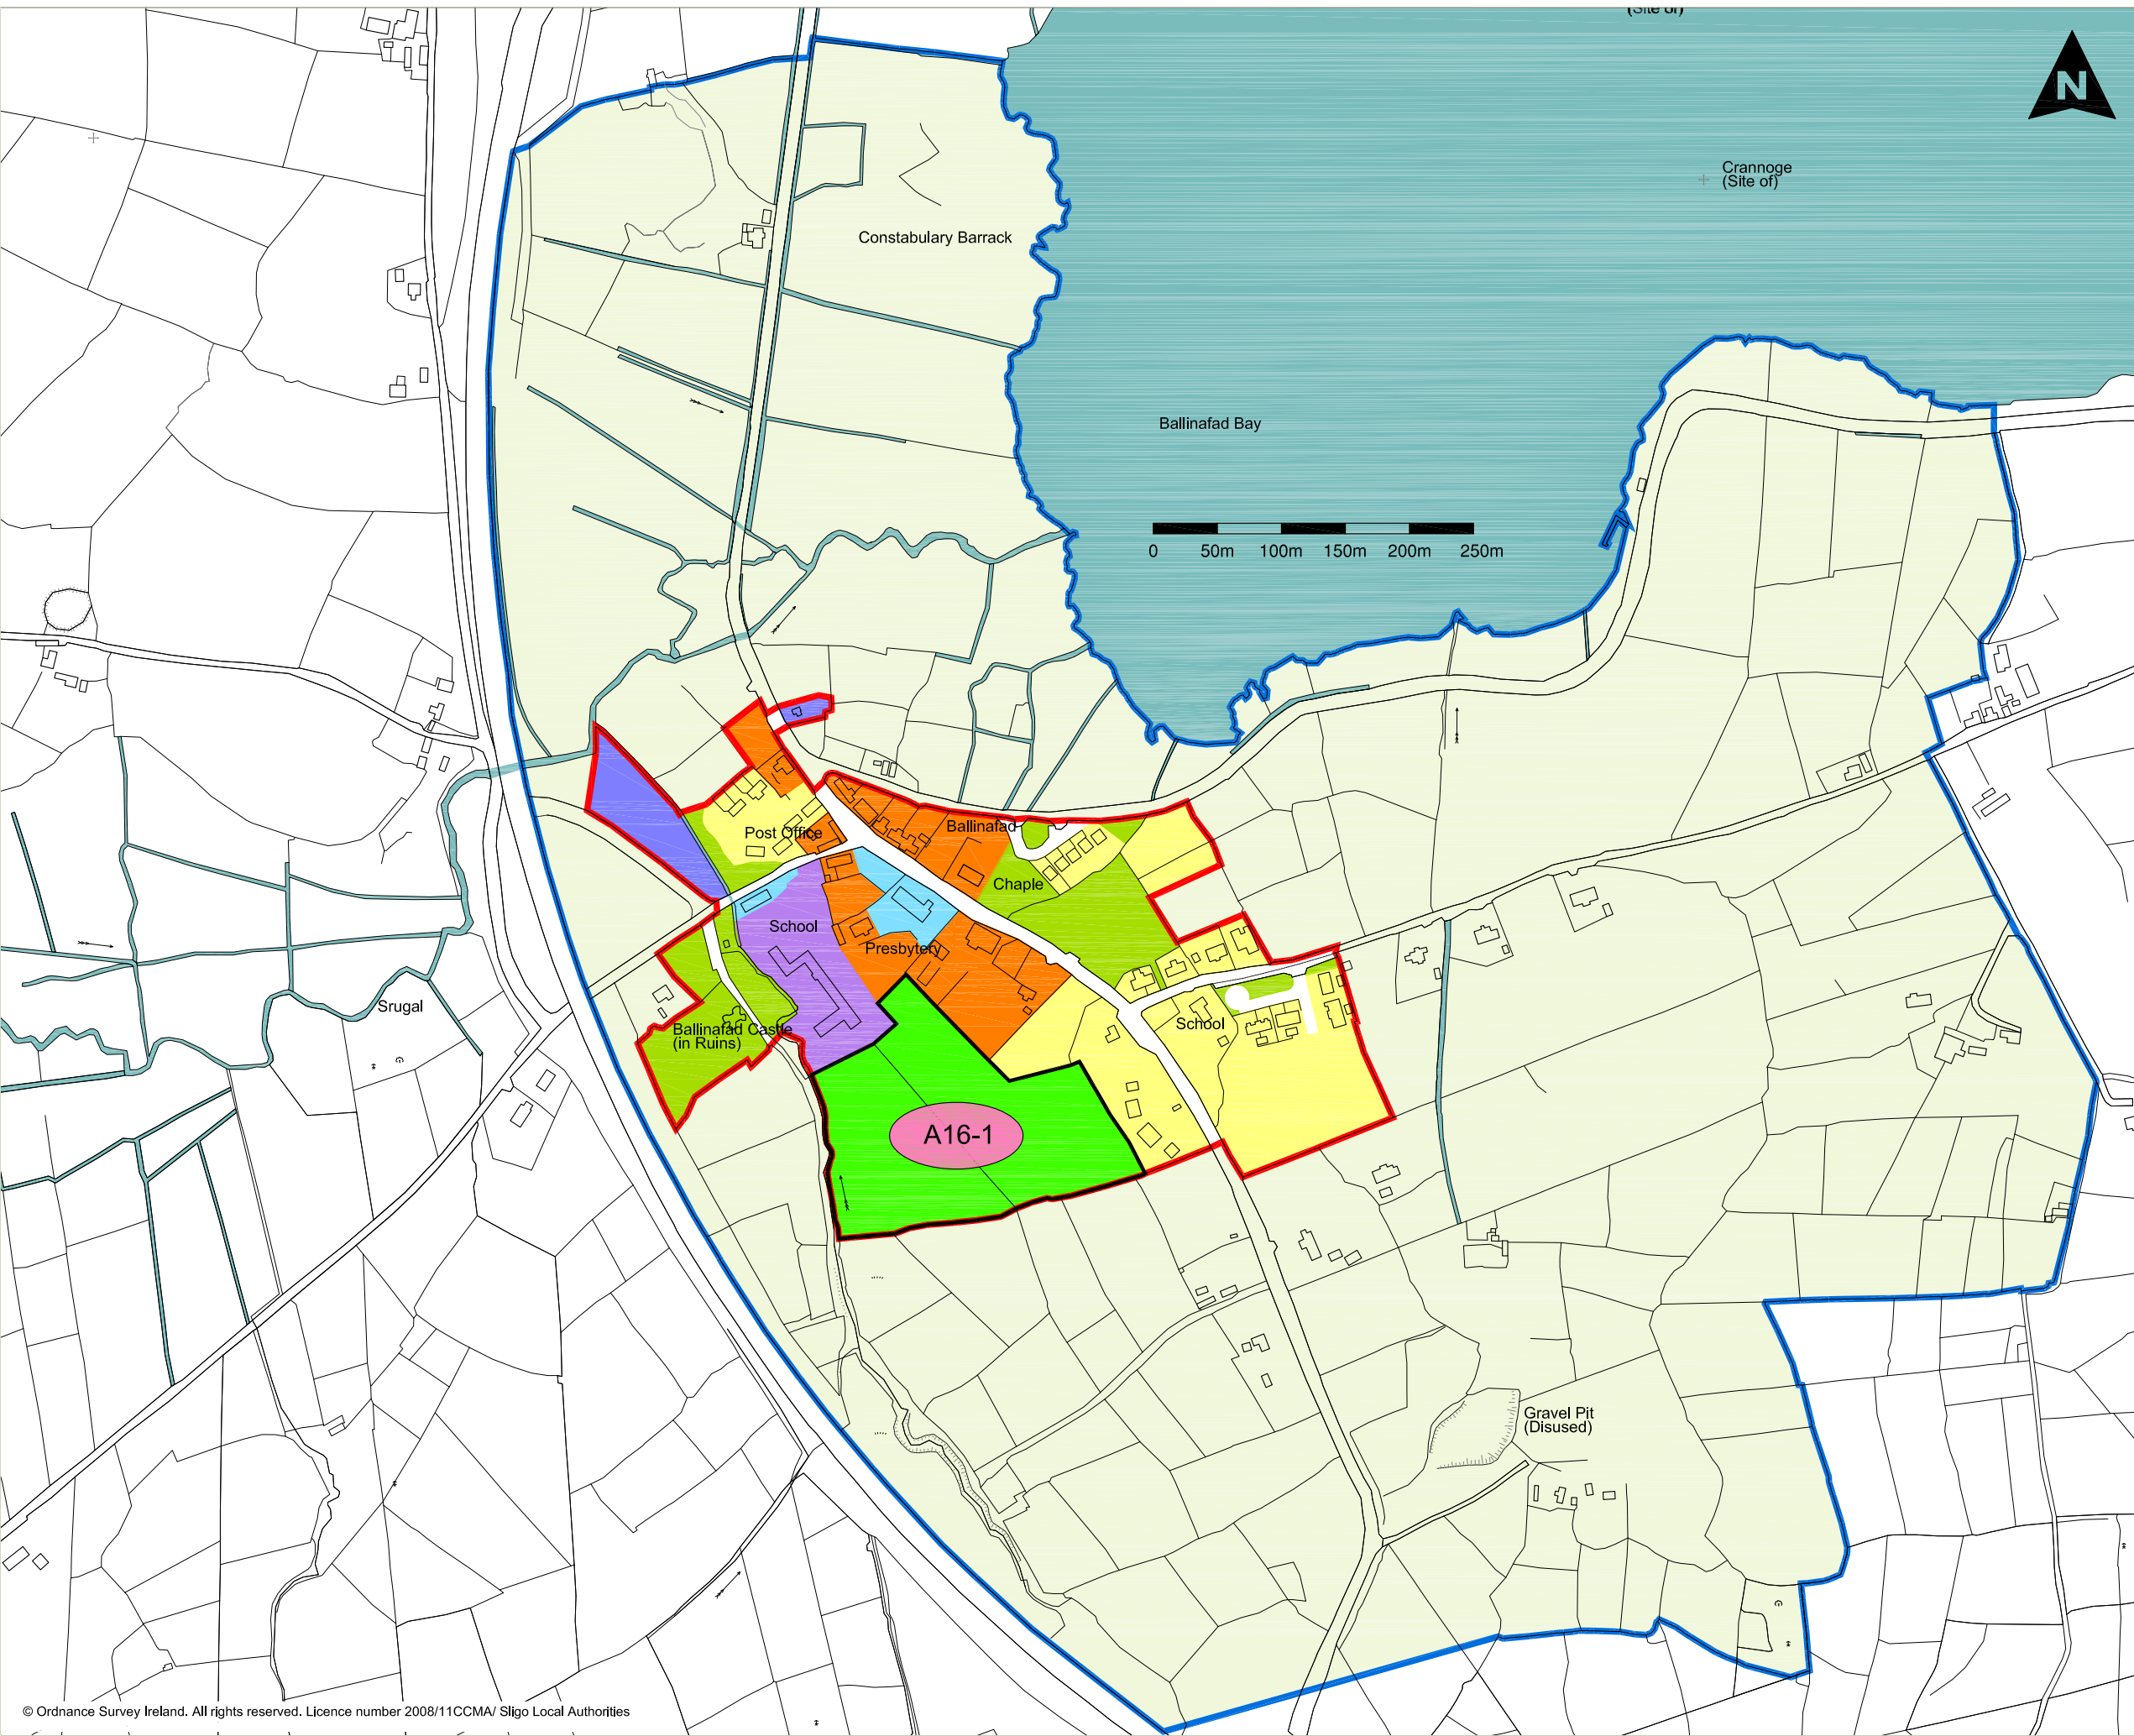 (Site of)
N
Crannoge
(Site of)
Constabulary Barrack
Ballinafad Bay
0 50m 100m 150m 200m 250m
Post Office
Ballinafad
Chaple
School
Presbytery
Srugal
Ballinafad Castle
(in Ruins)
School
A16-1
Gravel Pit
(Disused)
© Ordnance Survey Ireland. All rights reserved. Licence number 2008/11CCMA/ Sligo Local Authorities